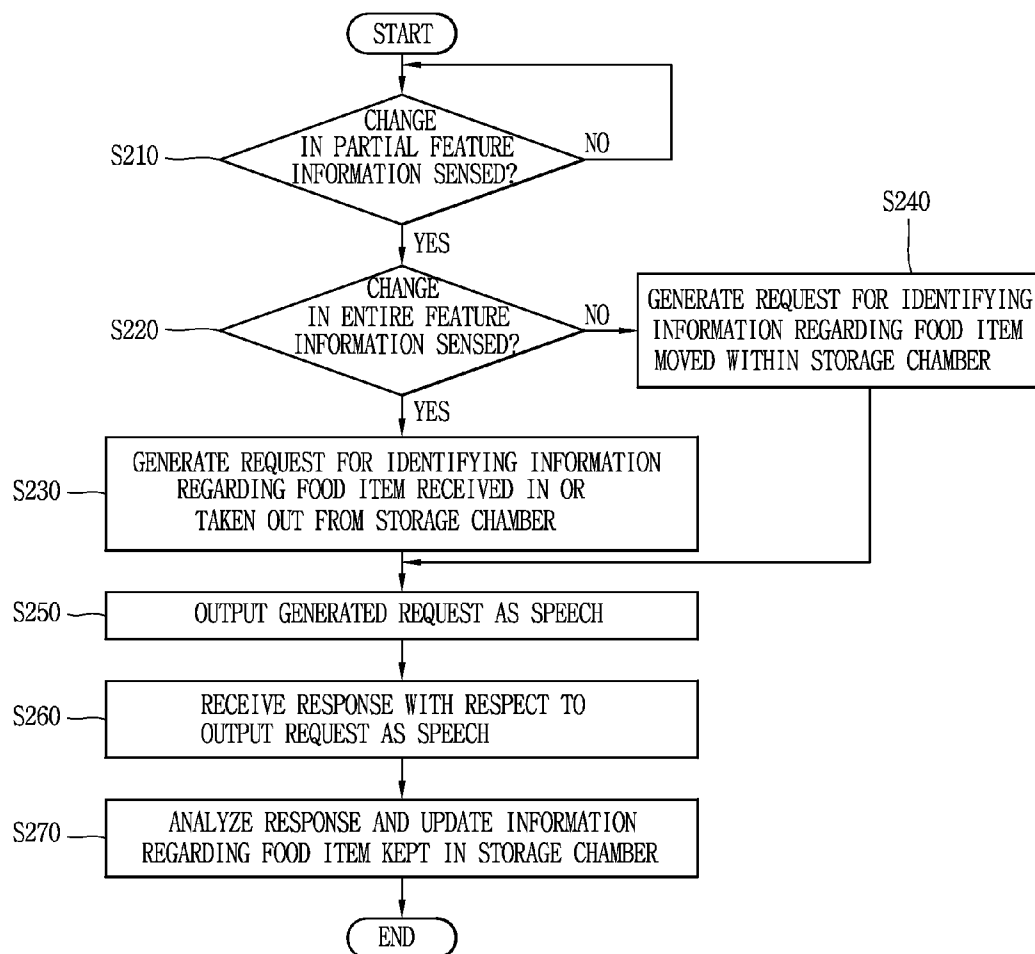 START
CHANGE
IN PARTIAL FEATURE
INFORMATION SENSED?
S210
NO
YES
S240
CHANGE
IN ENTIRE FEATURE
INFORMATION SENSED?
S220
NO
GENERATE REQUEST FOR IDENTIFYING
INFORMATION REGARDING FOOD ITEM
MOVED WITHIN STORAGE CHAMBER
YES
S230
GENERATE REQUEST FOR IDENTIFYING INFORMATION
REGARDING FOOD ITEM RECEIVED IN OR
TAKEN OUT FROM STORAGE CHAMBER
S250
OUTPUT GENERATED REQUEST AS SPEECH
S260
RECEIVE RESPONSE WITH RESPECT TO
OUTPUT REQUEST AS SPEECH
S270
ANALYZE RESPONSE AND UPDATE INFORMATION
REGARDING FOOD ITEM KEPT IN STORAGE CHAMBER
END